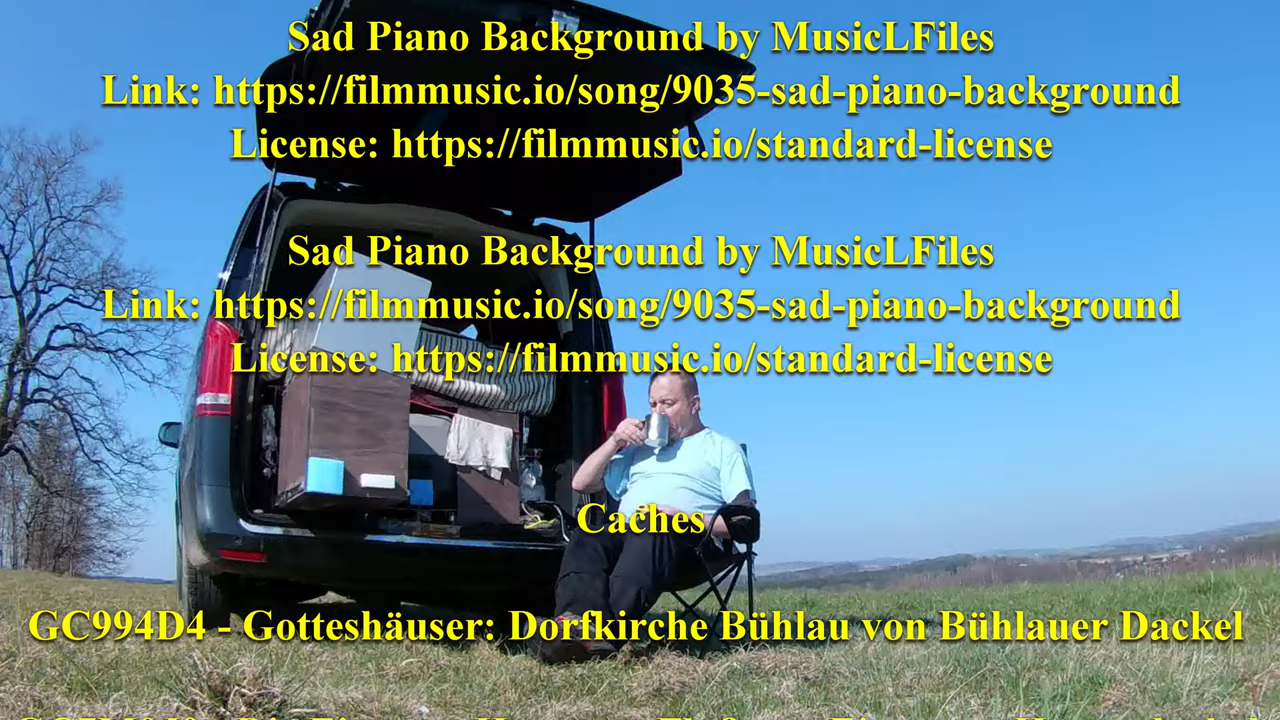 Sad Piano Background by MusicLFiles
Link: https://filmmusic.io/song/9035-sad-piano-background
License: https://filmmusic.io/standard-license
Sad Piano Background by MusicLFiles
Link: https://filmmusic.io/song/9035-sad-piano-background
License: https://filmmusic.io/standard-license
Caches
GC994D4 - Gotteshäuser: Dorfkirche Bühlau von Bühlauer Dackel